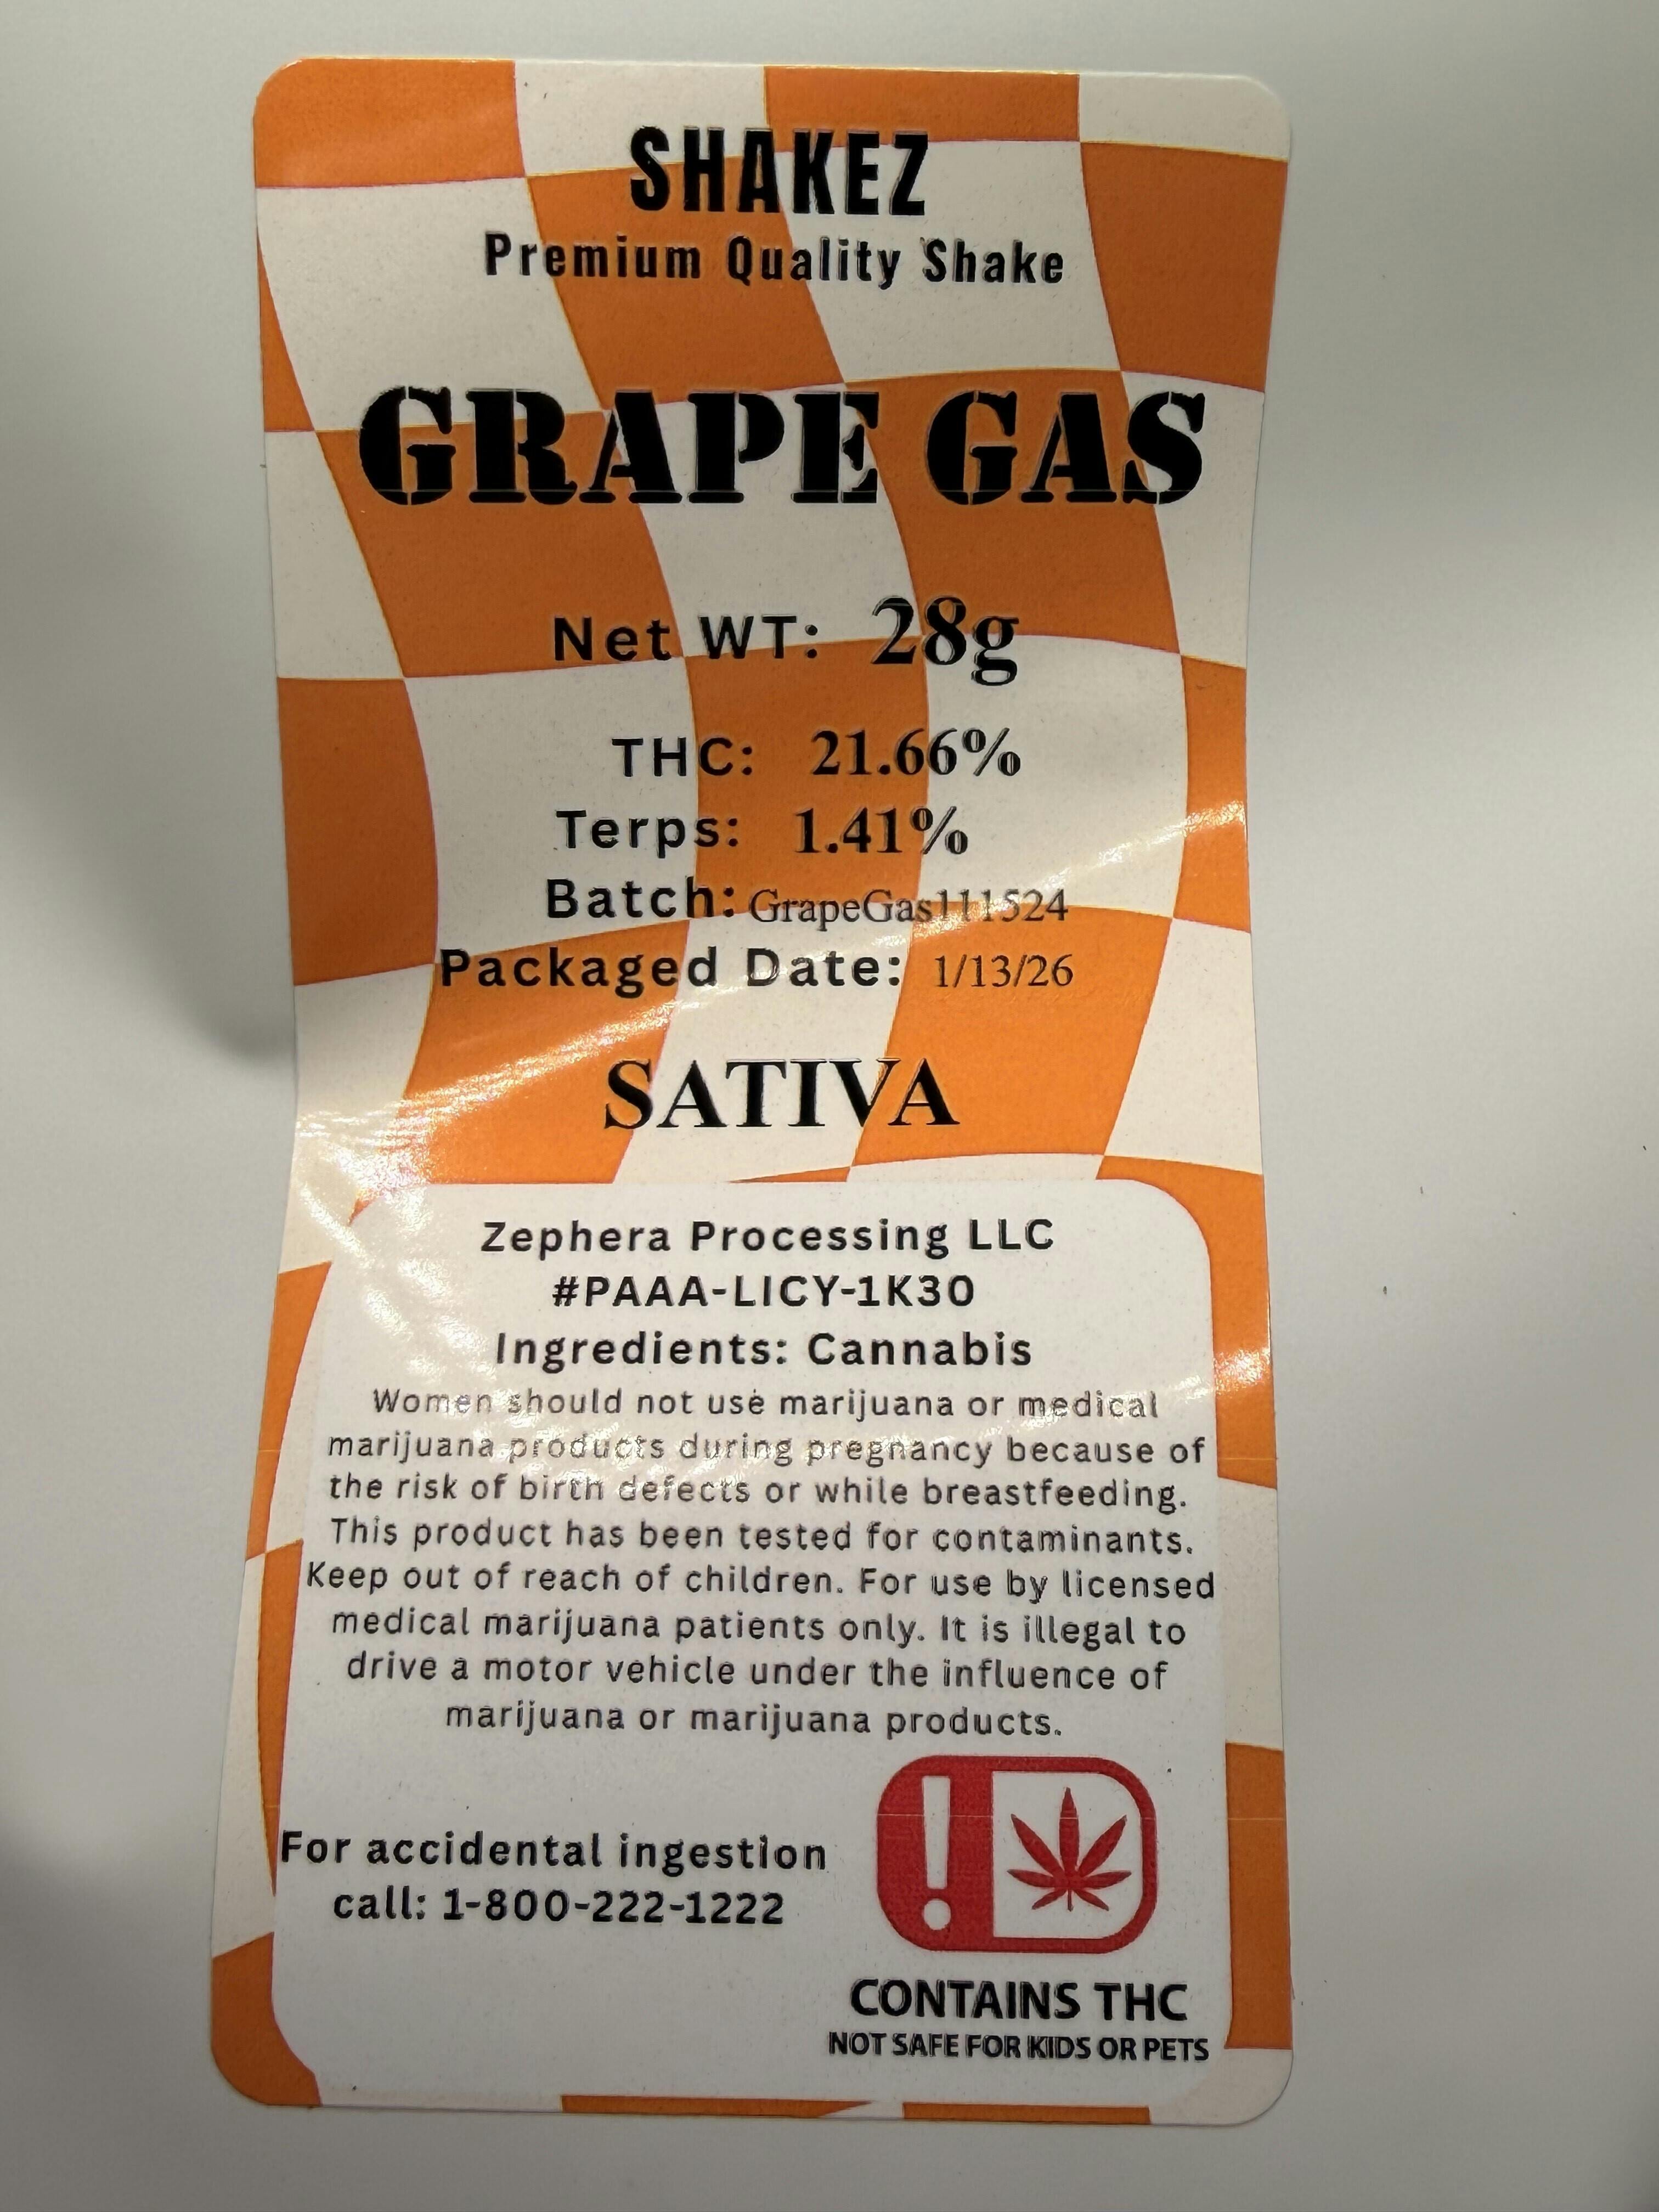 SHAKEZ
Premium Quality Shake
GRAPE GAS
Net WT: 28g
THC: 21.66%
Terps: 1.41%
Batch: GrapeGas111524
Packaged Date: 1/13/26
SATIVA
Zephera Processing LLC
#PAAA-LICY-1K30
Ingredients: Cannabis
Women should not use marijuana or medical
marijuana products during pregnancy because of
the risk of birth defects or while breastfeeding.
This product has been tested for contaminants.
Keep out of reach of children. For use by licensed
medical marijuana patients only. It is illegal to
drive a motor vehicle under the influence of
marijuana or marijuana products.
For accidental ingestion
call: 1-800-222-1222
!
CONTAINS THC
NOT SAFE FOR KIDS OR PETS